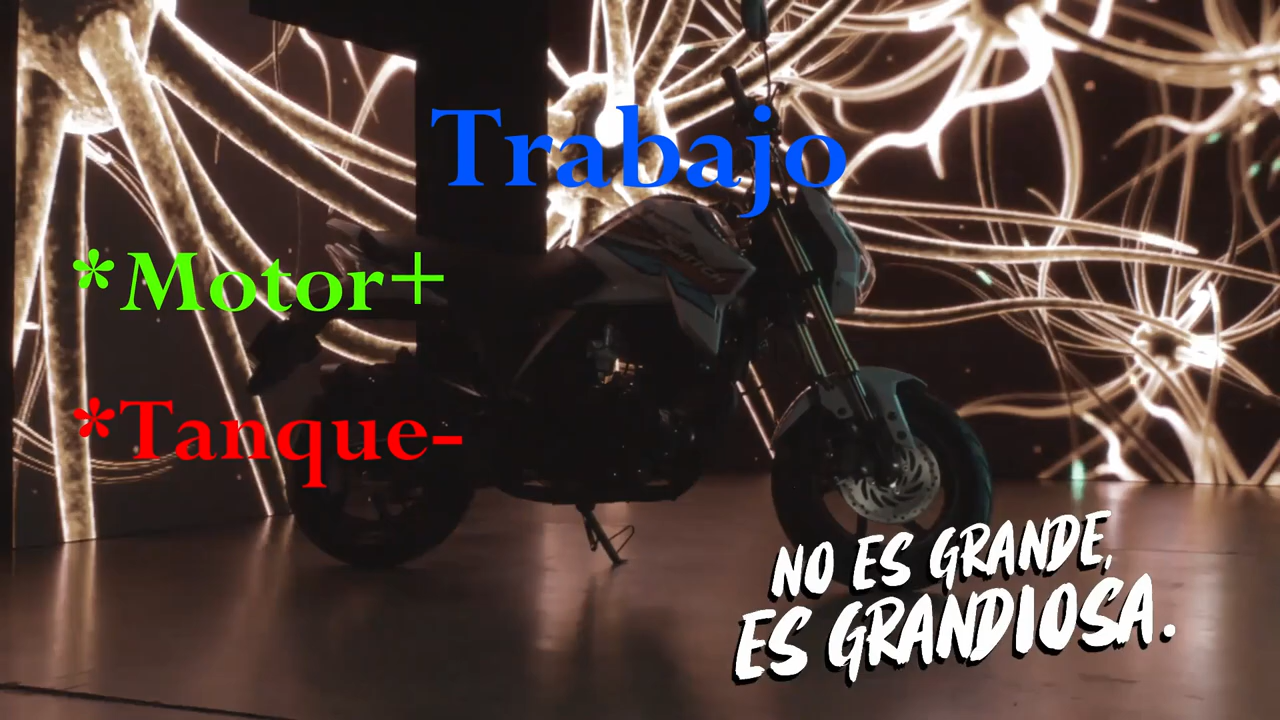 Trabajo
*Motor+
*Tanque-
NO ES GRANDE,
ES GRANDIOSA.